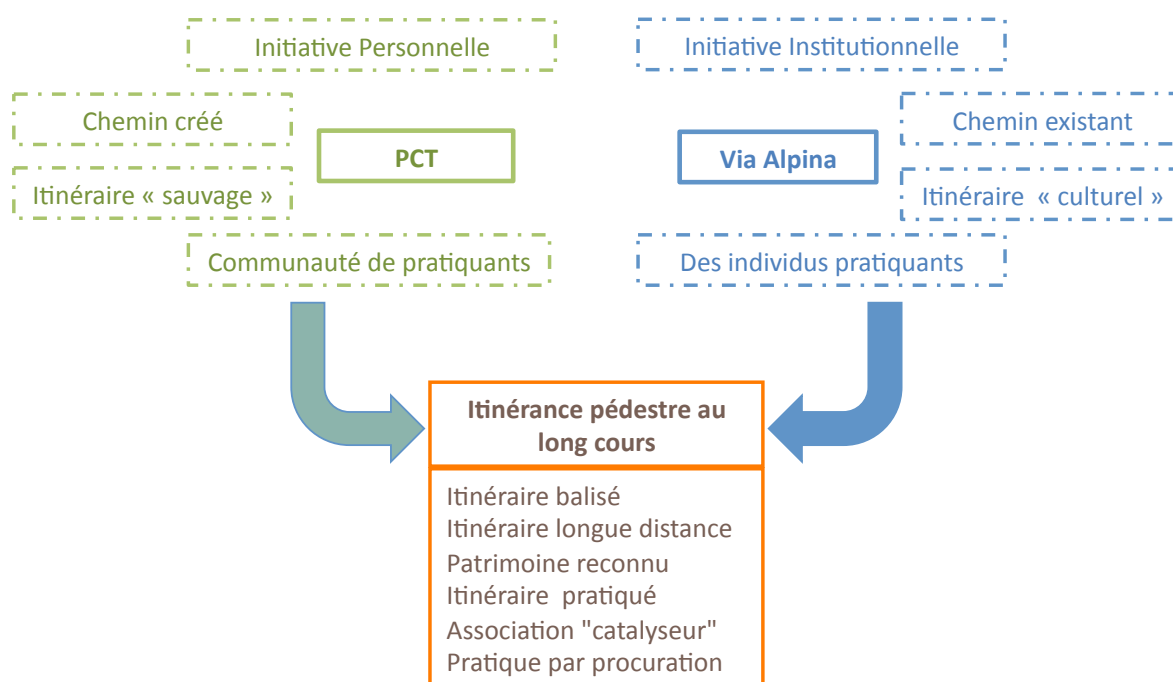 Initiative Personnelle
Chemin créé
PCT
Itinéraire « sauvage »
Communauté de pratiquants
Initiative Institutionnelle
Chemin existant
Via Alpina
Itinéraire « culturel »
Des individus pratiquants
Itinérance pédestre au
long cours
Itinéraire balisé
Itinéraire longue distance
Patrimoine reconnu
Itinéraire pratiqué
Association "catalyseur"
Pratique par procuration